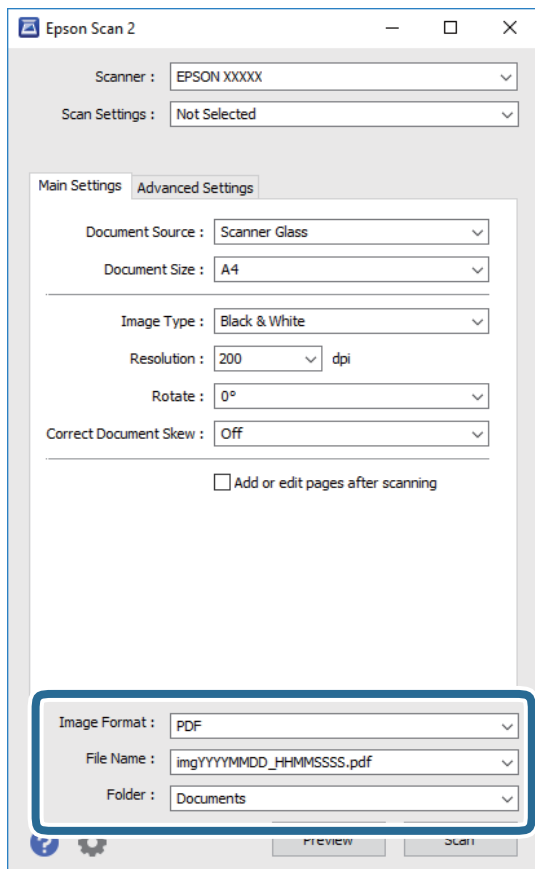 Epson Scan 2
Scanner : EPSON XXXXX
Scan Settings : Not Selected
Main Settings Advanced Settings
Document Source : Scanner Glass
Document Size : A4
Image Type : Black & White
Resolution : 200 dpi
Rotate : 0°
Correct Document Skew : Off
Add or edit pages after scanning
Image Format : PDF
File Name : imgYYYYMMDD_HHMMSSSS.pdf
Folder : Documents
? Preview Scan